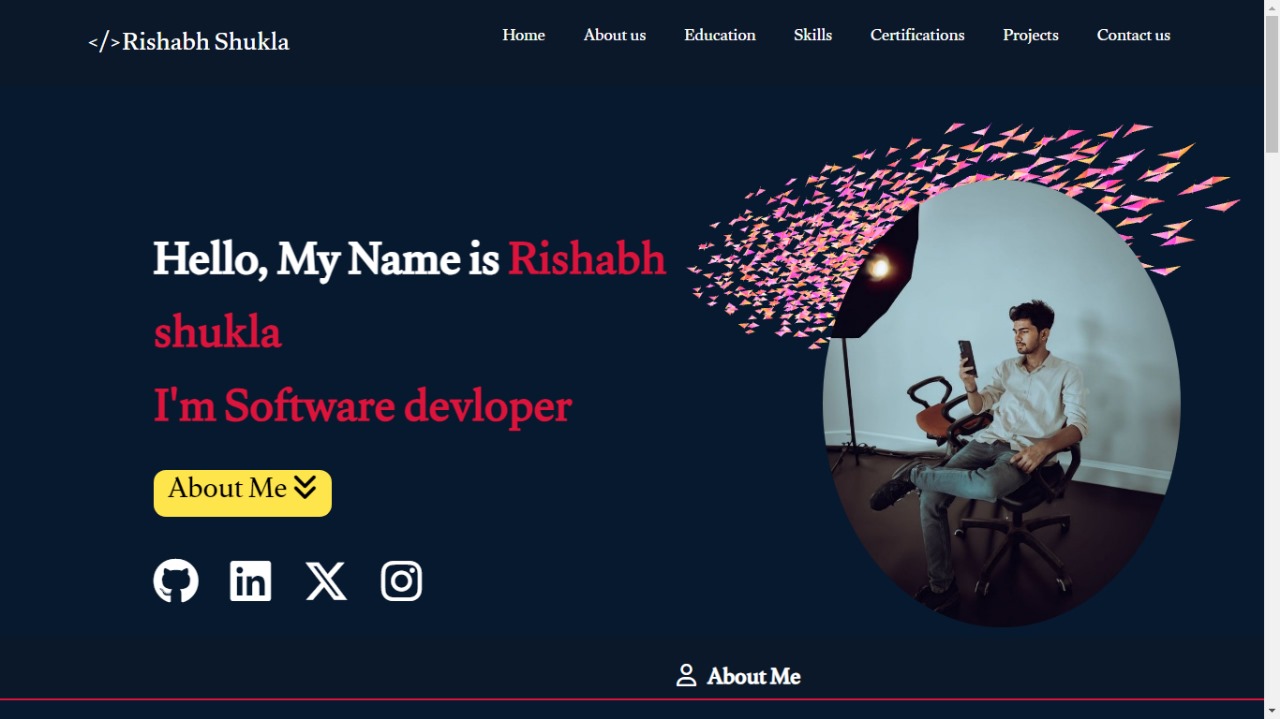 </>Rishabh Shukla
Home About us Education Skills Certifications Projects Contact us
Hello, My Name is Rishabh
shukla
I'm Software devloper
About Me
in
About Me